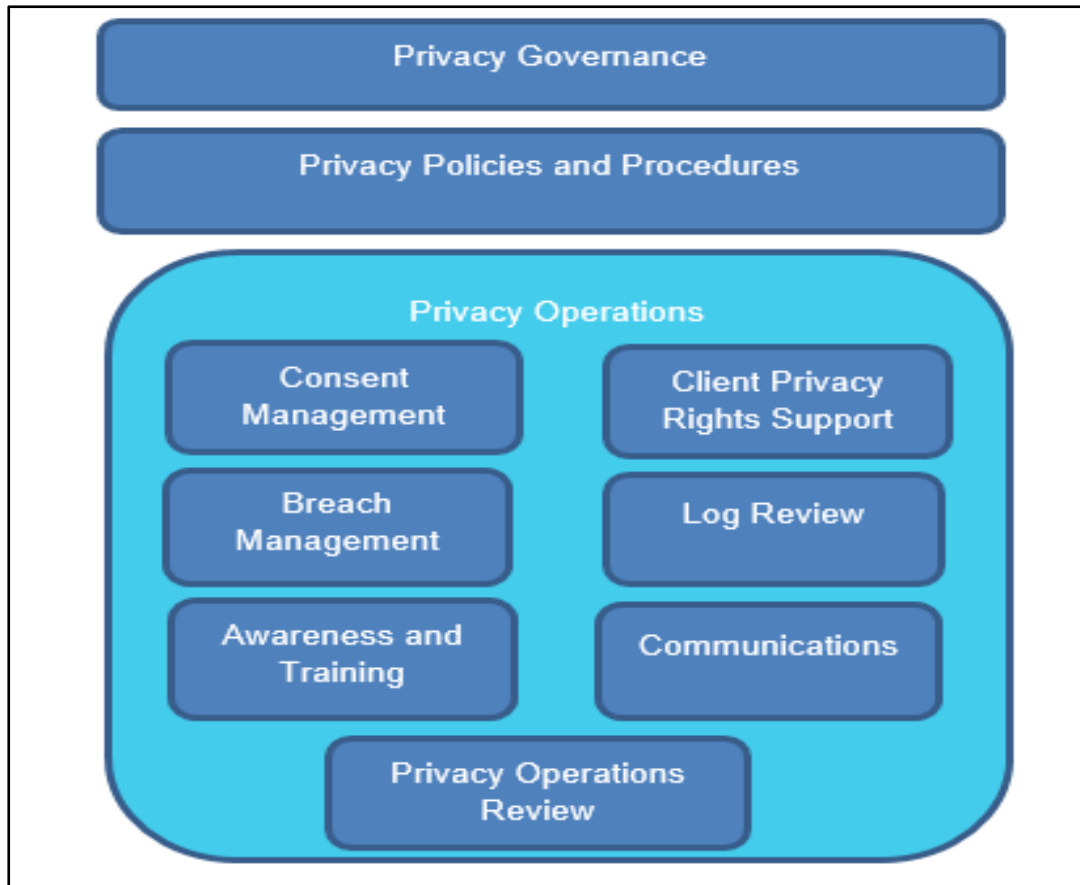 Privacy Governance
Privacy Policies and Procedures
Privacy Operations
Consent
Management
Client Privacy
Rights Support
Breach
Management
Log Review
Awareness and
Training
Communications
Privacy Operations
Review